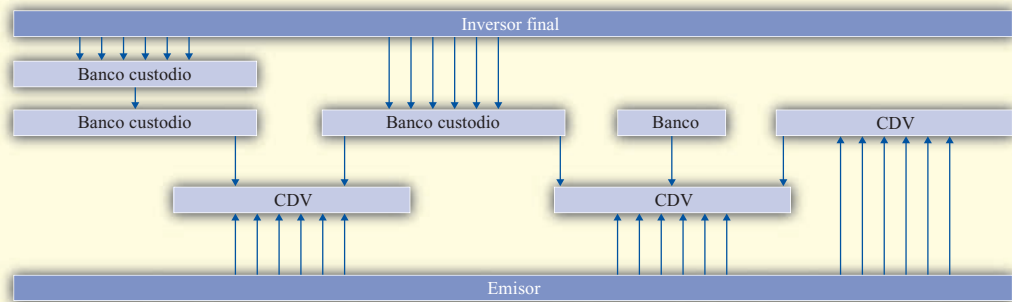 Inversor final
Banco custodio
Banco custodio
Banco custodio
Banco
CDV
CDV
CDV
Emisor